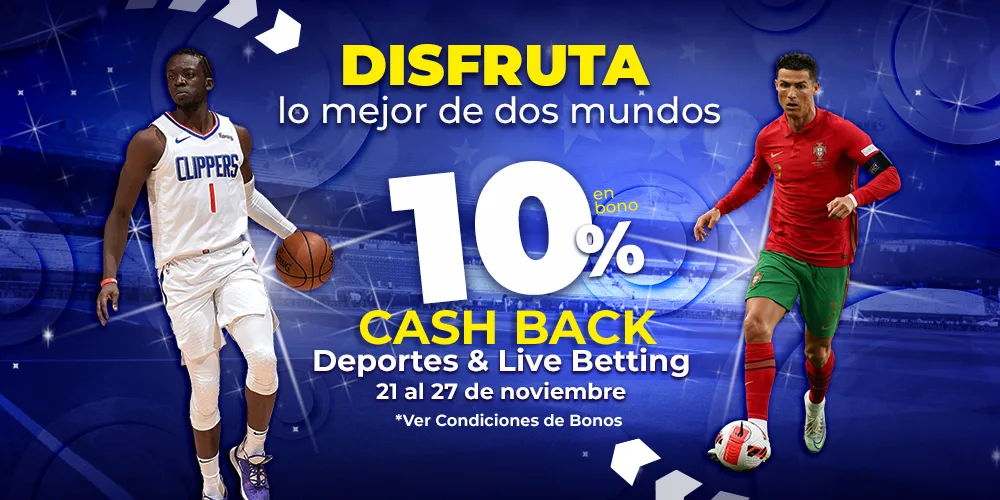 DISFRUTA
lo mejor de dos mundos
10%
en
bono
CASH BACK
Deportes & Live Betting
21 al 27 de noviembre
*Ver Condiciones de Bonos
CLIPPERS
1